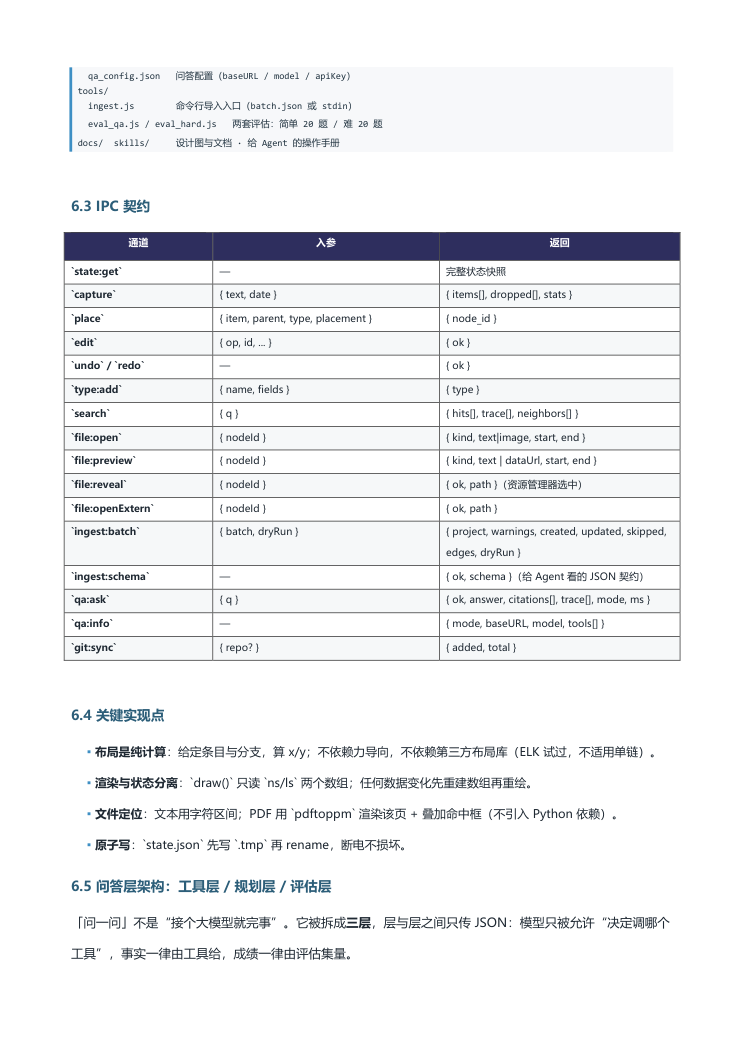 qa_config.json 问答配置 (baseURL / model / apiKey)
tools/
ingest.js 命令行导入入口 (batch.json 或 stdin)
eval_qa.js / eval_hard.js 两套评估: 简单 20 题 / 难 20 题
docs/ skills/ 设计图与文档 · 给 Agent 的操作手册
6.3 IPC 契约
通道 入参 返回
`state:get` — 完整状态快照
`capture` { text, date } { items[], dropped[], stats }
`place` { item, parent, type, placement } { node_id }
`edit` { op, id, … } { ok }
`undo` / `redo` — { ok }
`type:add` { name, fields } { type }
`search` { q } { hits[], trace[], neighbors[] }
`file:open` { nodeId } { kind, text|image, start, end }
`file:preview` { nodeId } { kind, text | dataUrl, start, end }
`file:reveal` { nodeId } { ok, path }（资源管理器选中）
`file:openExtern` { nodeId } { ok, path }
`ingest:batch` { batch, dryRun } { project, warnings, created, updated, skipped,
edges, dryRun }
`ingest:schema` — { ok, schema }（给 Agent 看的 JSON 契约）
`qa:ask` { q } { ok, answer, citations[], trace[], mode, ms }
`qa:info` — { mode, baseURL, model, tools[] }
`git:sync` { repo? } { added, total }
6.4 关键实现点
▪ 布局是纯计算：给定条目与分支，算 x/y；不依赖力导向，不依赖第三方布局库（ELK 试过，不适用单链）。
▪ 渲染与状态分离：`draw()` 只读 `ns/ls` 两个数组；任何数据变化先重建数组再重绘。
▪ 文件定位：文本用字符区间；PDF 用 `pdftoppm` 渲染该页 + 叠加命中框（不引入 Python 依赖）。
▪ 原子写：`state.json` 先写 `.tmp` 再 rename，断电不损坏。
6.5 问答层架构：工具层 / 规划层 / 评估层
「问一问」不是“接个大模型就完事”。它被拆成三层，层与层之间只传 JSON：模型只被允许“决定调哪个
工具”，事实一律由工具给，成绩一律由评估集量。